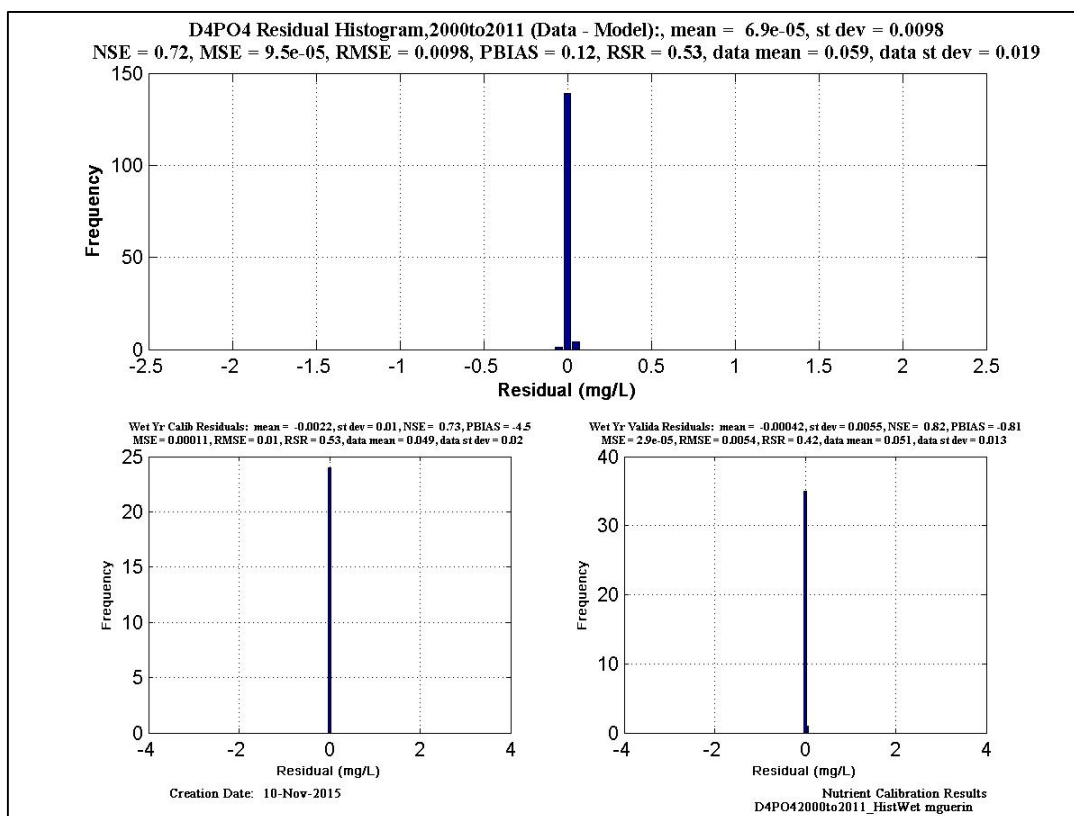 D4PO4 Residual Histogram,2000to2011 (Data - Model):, mean = 6.9e-05, st dev = 0.0098
NSE = 0.72, MSE = 9.5e-05, RMSE = 0.0098, PBIAS = 0.12, RSR = 0.53, data mean = 0.059, data st dev = 0.019
150
100
50
0
Frequency
-2.5 -2 -1.5 -1 -0.5 0 0.5 1 1.5 2 2.5
Residual (mg/L)
Wet Yr Calib Residuals: mean = -0.0022, st dev = 0.01, NSE = 0.73, PBIAS = -4.5
MSE = 0.00011, RMSE = 0.01, RSR = 0.53, data mean = 0.049, data st dev = 0.02
25
20
15
10
5
0
Frequency
-4 -2 0 2 4
Residual (mg/L)
Wet Yr Valida Residuals: mean = -0.00042, st dev = 0.0055, NSE = 0.82, PBIAS = -0.81
MSE = 2.9e-05, RMSE = 0.0054, RSR = 0.42, data mean = 0.051, data st dev = 0.013
40
30
20
10
0
Frequency
-4 -2 0 2 4
Residual (mg/L)
Creation Date: 10-Nov-2015
Nutrient Calibration Results
D4PO42000to2011_HistWet mguerin